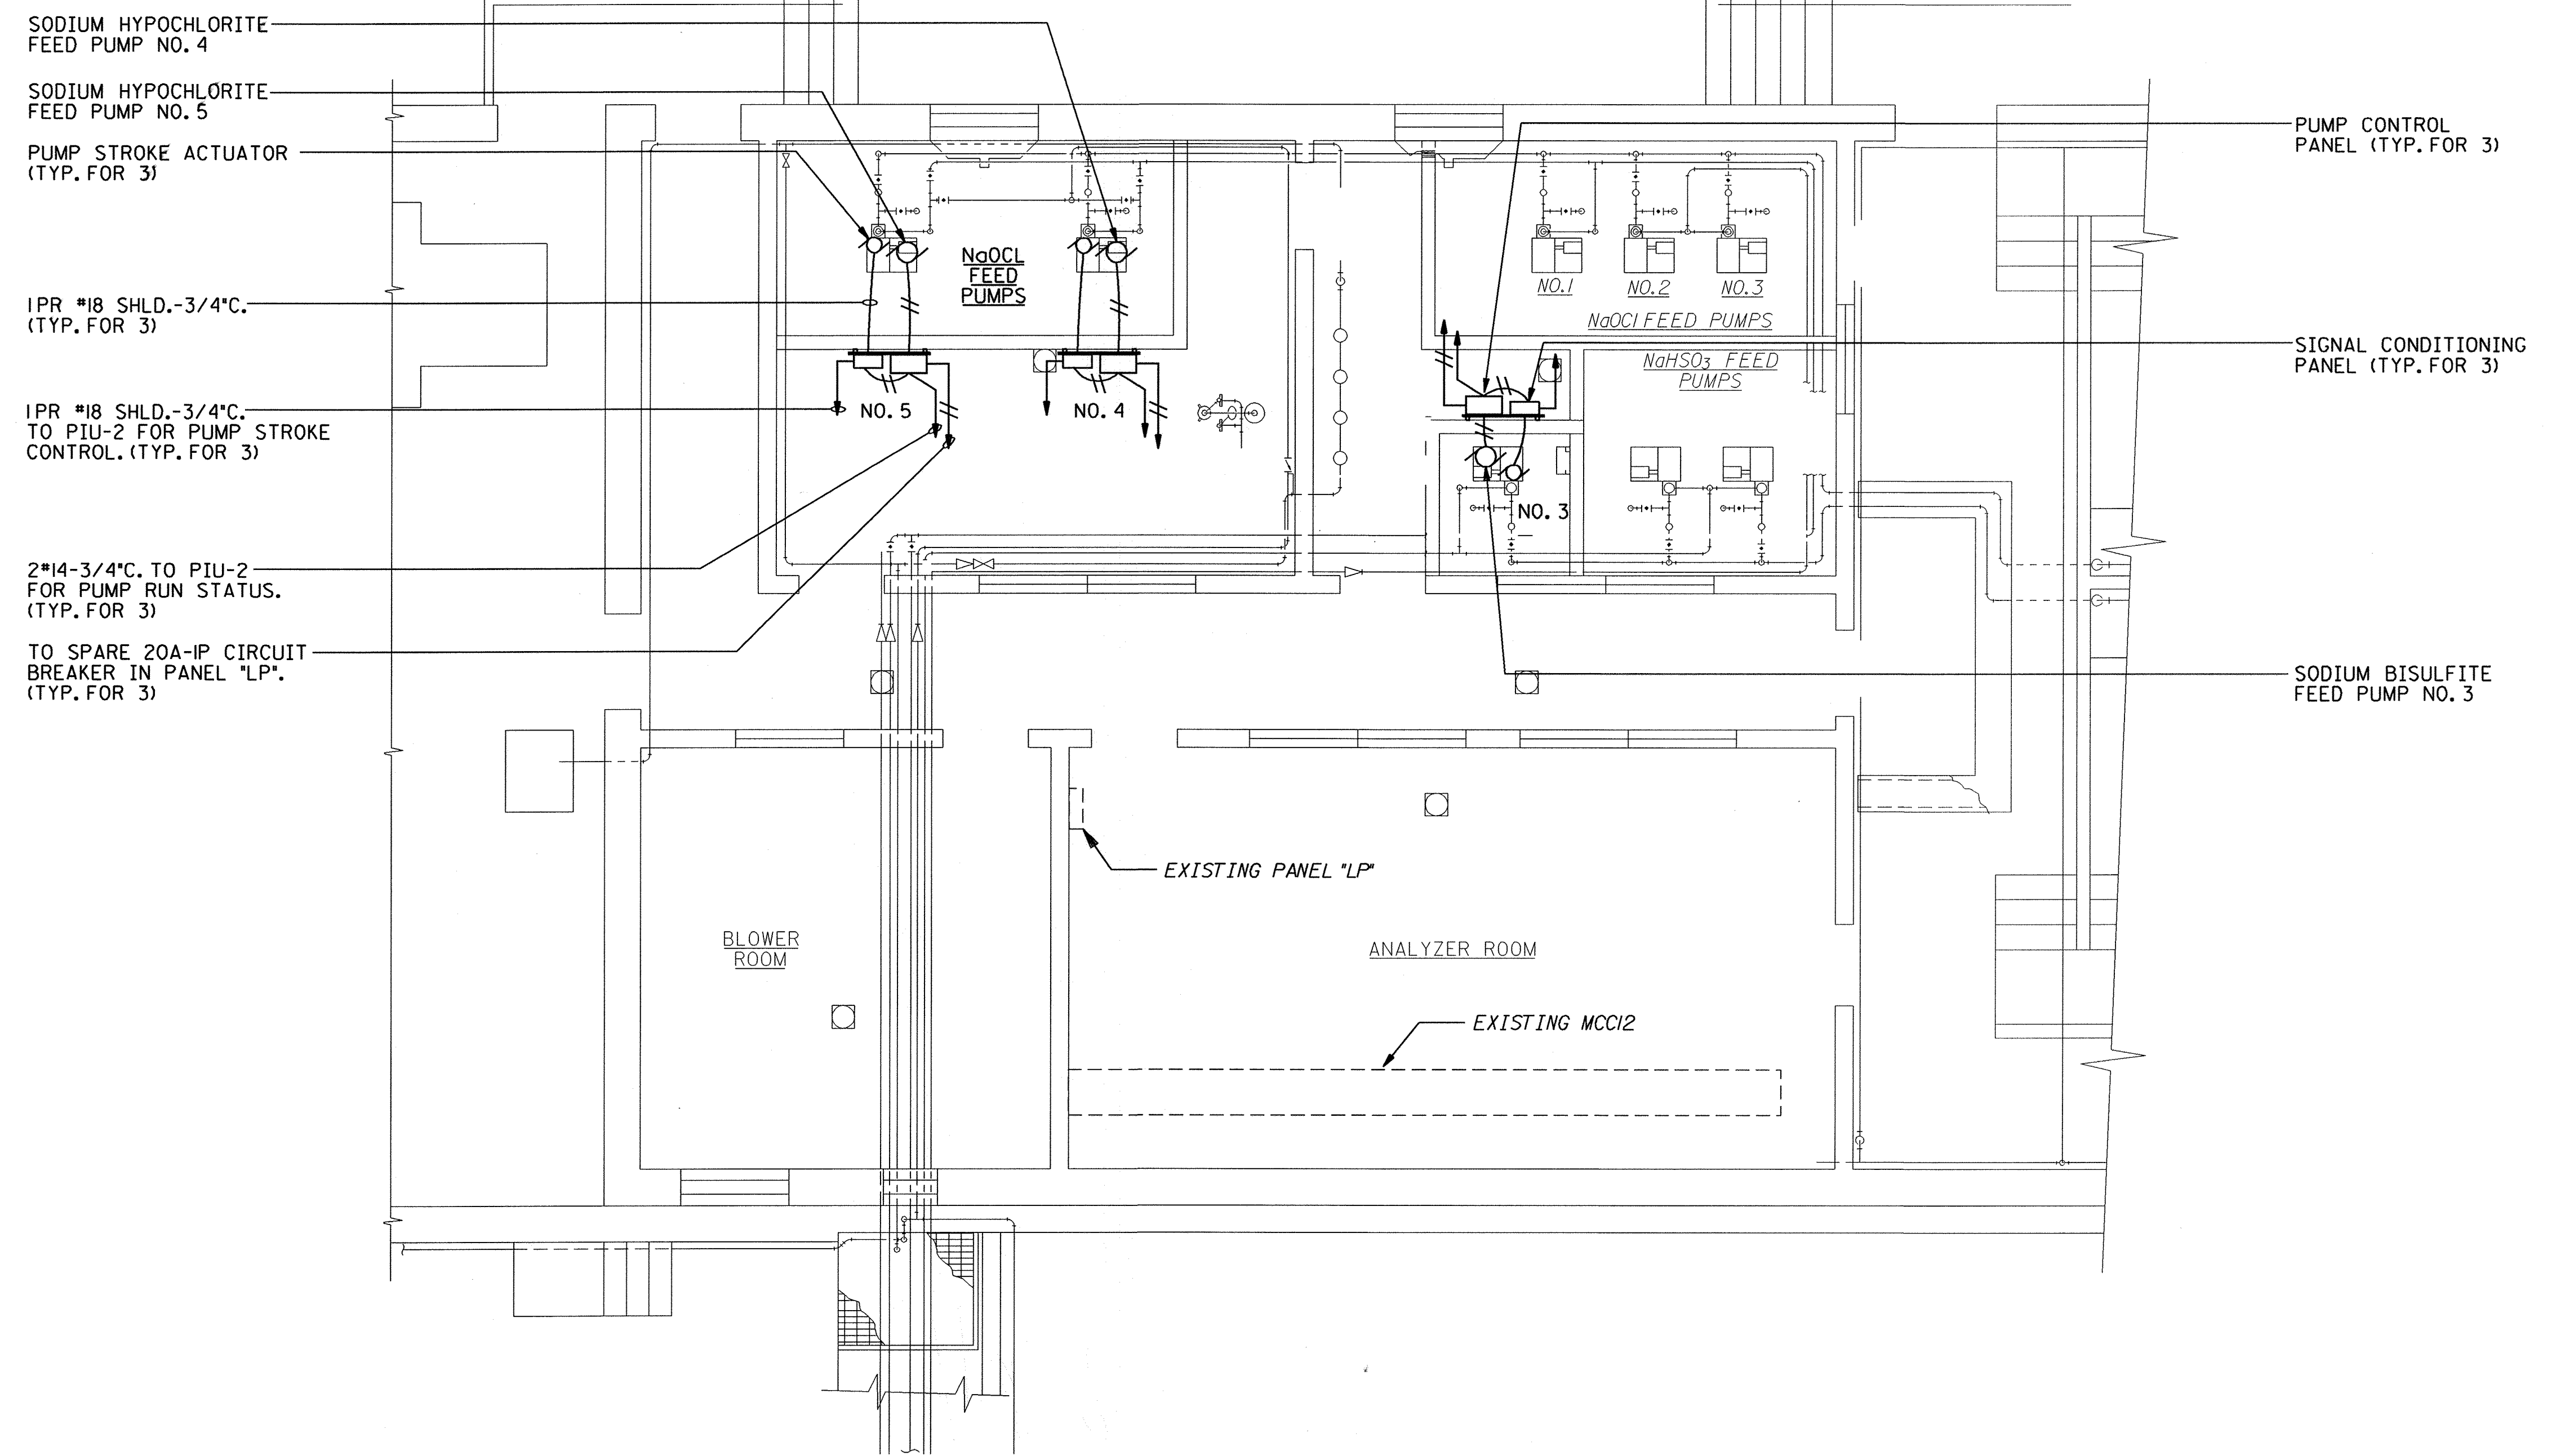 SODIUM HYPOCHLORITE
FEED PUMP NO. 4
SODIUM HYPOCHLORITE
FEED PUMP NO. 5
PUMP STROKE ACTUATOR
(TYP. FOR 3)
1PR #18 SHLD.-3/4"C.
(TYP. FOR 3)
1PR #18 SHLD.-3/4"C.
TO PIU-2 FOR PUMP STROKE
CONTROL. (TYP. FOR 3)
2#14-3/4"C. TO PIU-2
FOR PUMP RUN STATUS.
(TYP. FOR 3)
TO SPARE 20A-1P CIRCUIT
BREAKER IN PANEL "LP".
(TYP. FOR 3)
NaOCL
FEED
PUMPS
NO. 5
NO. 4
NO.1
NO.2
NO.3
NaOCl FEED PUMPS
NaHSO3 FEED
PUMPS
NO. 3
PUMP CONTROL
PANEL (TYP. FOR 3)
SIGNAL CONDITIONING
PANEL (TYP. FOR 3)
SODIUM BISULFITE
FEED PUMP NO. 3
EXISTING PANEL "LP"
BLOWER
ROOM
ANALYZER ROOM
EXISTING MCC12